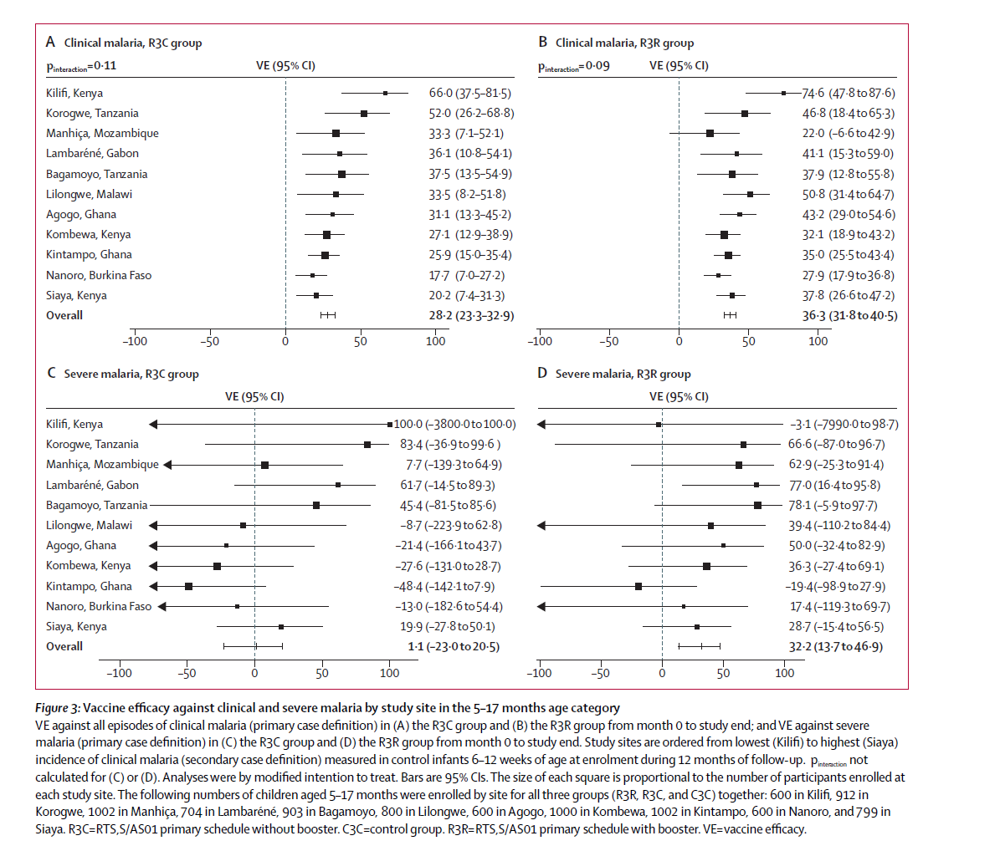 A Clinical malaria, R3C group
pinteraction=0·11 VE (95% CI)
Kilifi, Kenya 66·0 (37·5–81·5)
Korogwe, Tanzania 52·0 (26·2–68·8)
Manhiça, Mozambique 33·3 (7·1–52·1)
Lambaréné, Gabon 36·1 (10·8–54·1)
Bagamoyo, Tanzania 37·5 (13·5–54·9)
Lilongwe, Malawi 33·5 (8·2–51·8)
Agogo, Ghana 31·1 (13·3–45·2)
Kombewa, Kenya 27·1 (12·9–38·9)
Kintampo, Ghana 25·9 (15·0–35·4)
Nanoro, Burkina Faso 17·7 (7·0–27·2)
Siaya, Kenya 20·2 (7·4–31·3)
Overall 28·2 (23·3–32·9)
–100 –50 0 50 100
B Clinical malaria, R3R group
pinteraction=0·09 VE (95% CI)
74·6 (47·8 to 87·6)
46·8 (18·4 to 65·3)
22·0 (–6·6 to 42·9)
41·1 (15·3 to 59·0)
37·9 (12·8 to 55·8)
50·8 (31·4 to 64·7)
43·2 (29·0 to 54·6)
32·1 (18·9 to 43·2)
35·0 (25·5 to 43·4)
27·9 (17·9 to 36·8)
37·8 (26·6 to 47·2)
36·3 (31·8 to 40·5)
–100 –50 0 50 100
C Severe malaria, R3C group
VE (95% CI)
Kilifi, Kenya 100·0 (–3800·0 to 100·0)
Korogwe, Tanzania 83·4 (–36·9 to 99·6 )
Manhiça, Mozambique 7·7 (–139·3 to 64·9)
Lambaréné, Gabon 61·7 (–14·5 to 89·3)
Bagamoyo, Tanzania 45·4 (–81·5 to 85·6)
Lilongwe, Malawi –8·7 (–223·9 to 62·8)
Agogo, Ghana –21·4 (–166·1 to 43·7)
Kombewa, Kenya –27·6 (–131·0 to 28·7)
Kintampo, Ghana –48·4 (–142·1 to 7·9)
Nanoro, Burkina Faso –13·0 (–182·6 to 54·4)
Siaya, Kenya 19·9 (–27·8 to 50·1)
Overall 1·1 (–23·0 to 20·5)
–100 –50 0 50 100
D Severe malaria, R3R group
VE (95% CI)
–3·1 (–7990·0 to 98·7)
66·6 (–87·0 to 96·7)
62·9 (–25·3 to 91·4)
77·0 (16·4 to 95·8)
78·1 (–5·9 to 97·7)
39·4 (–110·2 to 84·4)
50·0 (–32·4 to 82·9)
36·3 (–27·4 to 69·1)
–19·4(–98·9 to 27·9)
17·4 (–119·3 to 69·7)
28·7 (–15·4 to 56·5)
32·2 (13·7 to 46·9)
–100 –50 0 50 100
Figure 3: Vaccine efficacy against clinical and severe malaria by study site in the 5–17 months age category
VE against all episodes of clinical malaria (primary case definition) in (A) the R3C group and (B) the R3R group from month 0 to study end; and VE against severe
malaria (primary case definition) in (C) the R3C group and (D) the R3R group from month 0 to study end. Study sites are ordered from lowest (Kilifi) to highest (Siaya)
incidence of clinical malaria (secondary case definition) measured in control infants 6–12 weeks of age at enrolment during 12 months of follow-up. pinteraction not
calculated for (C) or (D). Analyses were by modified intention to treat. Bars are 95% CIs. The size of each square is proportional to the number of participants enrolled at
each study site. The following numbers of children aged 5–17 months were enrolled by site for all three groups (R3R, R3C, and C3C) together: 600 in Kilifi, 912 in
Korogwe, 1002 in Manhiça, 704 in Lambaréné, 903 in Bagamoyo, 800 in Lilongwe, 600 in Agogo, 1000 in Kombewa, 1002 in Kintampo, 600 in Nanoro, and 799 in
Siaya. R3C=RTS,S/AS01 primary schedule without booster. C3C=control group. R3R=RTS,S/AS01 primary schedule with booster. VE=vaccine efficacy.